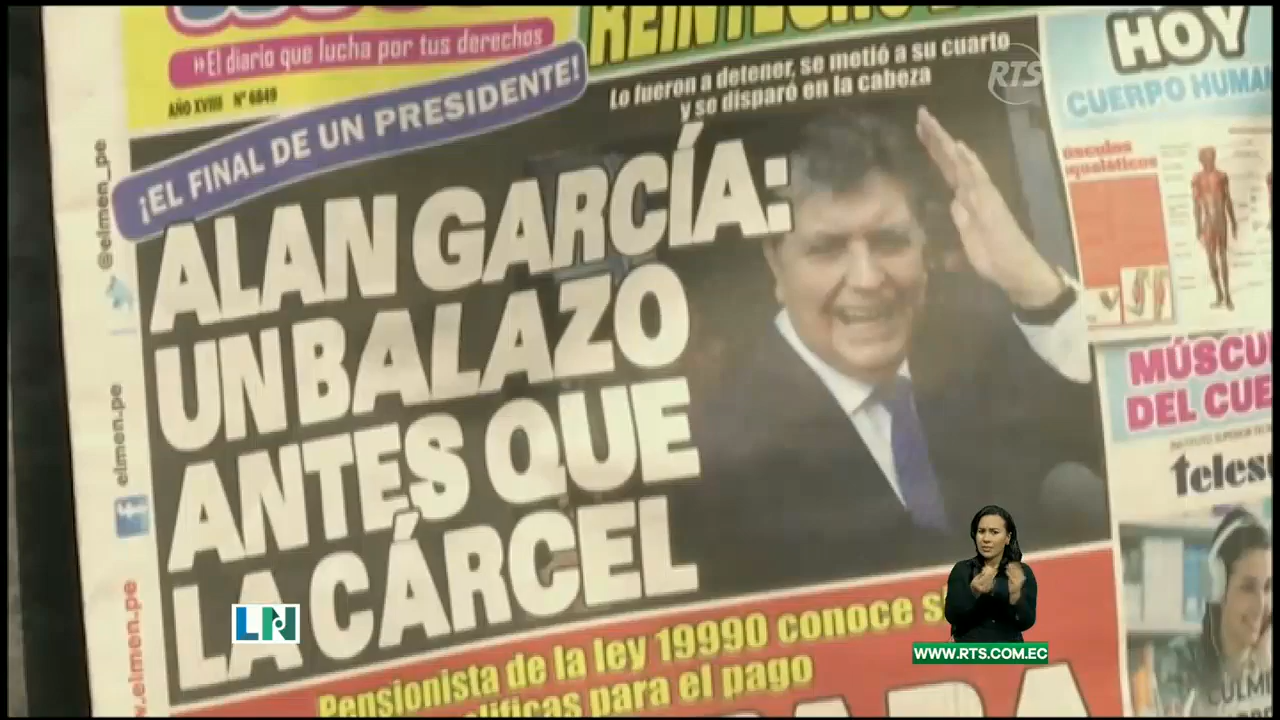 »El diario que lucha por tus derechos
AÑO XVIII Nº 6849
¡EL FINAL DE UN PRESIDENTE!
Lo fueron a detener, se metió a su cuarto
y se disparó en la cabeza
ALAN GARCÍA:
UN BALAZO
ANTES QUE
LA CÁRCEL
Pensionista de la ley 19990 conoce
para el pago
@elmen_pe
elmen.pe
.elmen.pe
RTS
HOY
CUERPO HUMA
MÚSCU
DEL CUE
teles
LN
WWW.RTS.COM.EC